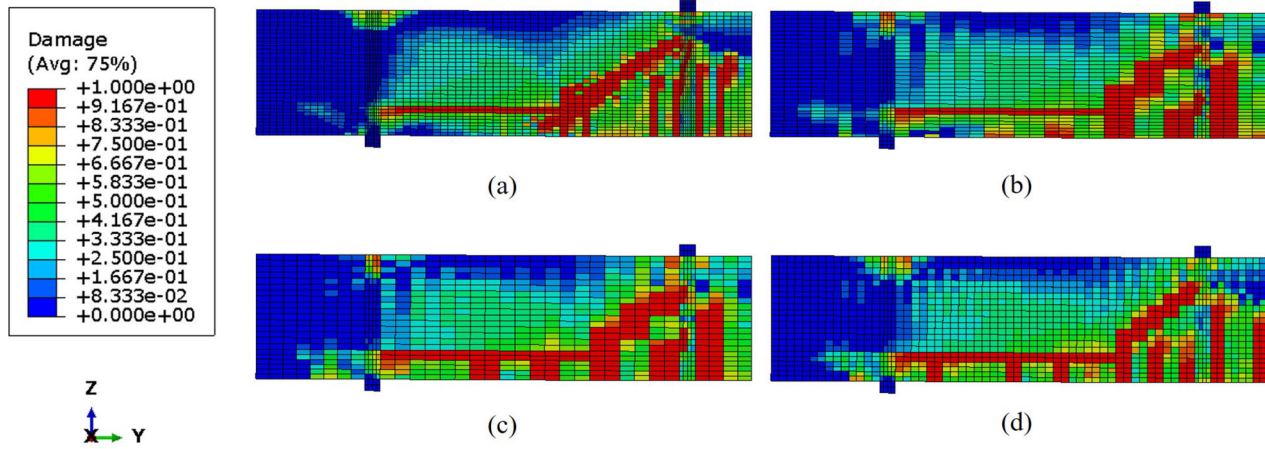 Damage
(Avg: 75%)
+1.000e+00
+9.167e-01
+8.333e-01
+7.500e-01
+6.667e-01
+5.833e-01
+5.000e-01
+4.167e-01
+3.333e-01
+2.500e-01
+1.667e-01
+8.333e-02
+0.000e+00
(a)
(b)
Z
X Y
(c)
(d)